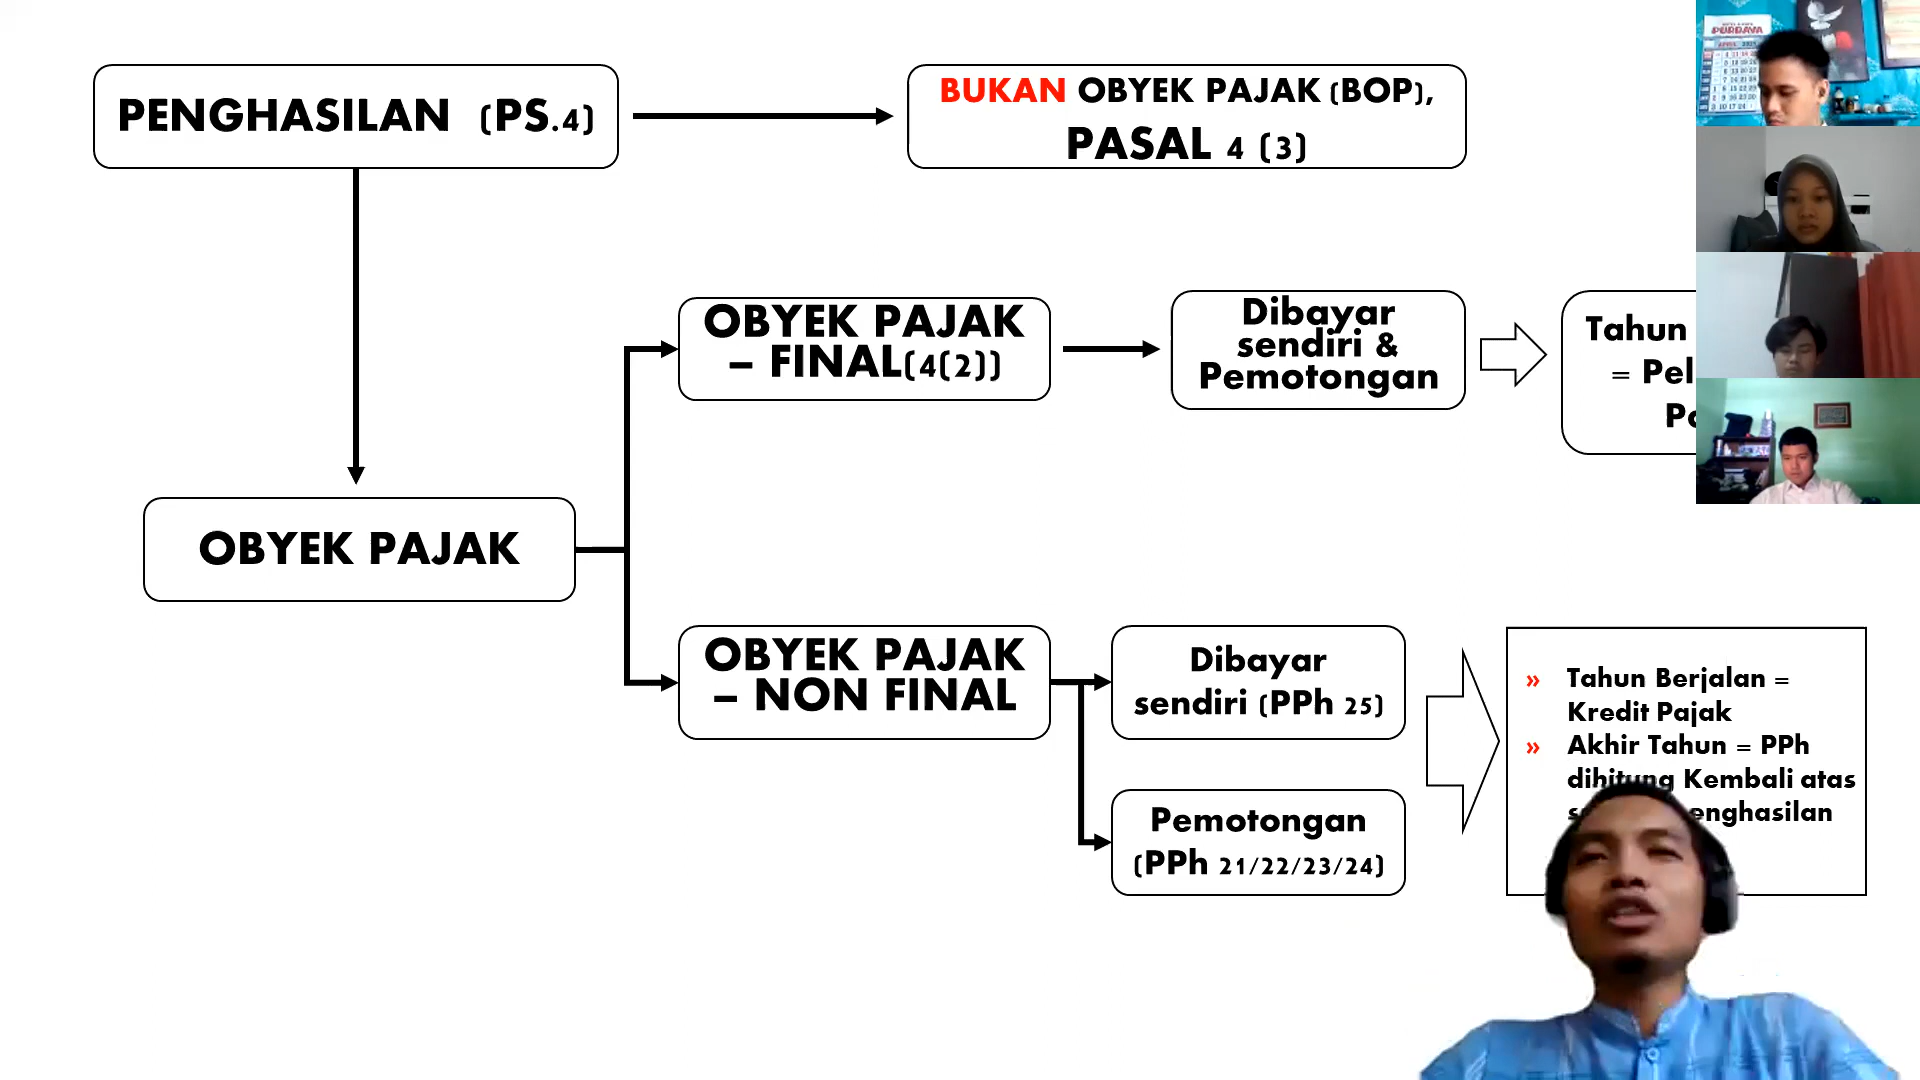 PENGHASILAN (PS.4)
BUKAN OBYEK PAJAK (BOP),
PASAL 4 (3)
OBYEK PAJAK
– FINAL(4(2))
Dibayar
sendiri &
Pemotongan
Tahun
= Pel
OBYEK PAJAK
OBYEK PAJAK
– NON FINAL
Dibayar
sendiri (PPh 25)
Pemotongan
(PPh 21/22/23/24)
» Tahun Berjalan =
Kredit Pajak
» Akhir Tahun = PPh
dihitung Kembali atas
enghasilan
PURBAYA
APRIL